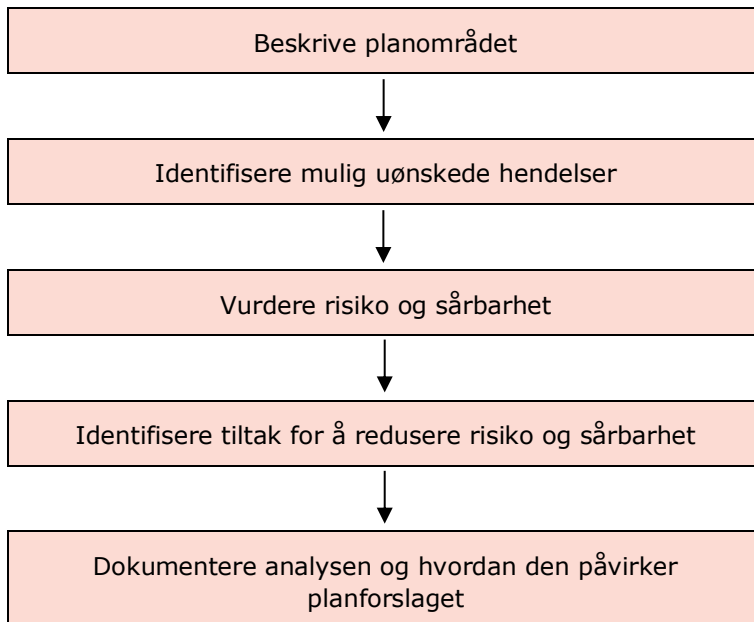 Beskrive planområdet
Identifisere mulig uønskede hendelser
Vurdere risiko og sårbarhet
Identifisere tiltak for å redusere risiko og sårbarhet
Dokumentere analysen og hvordan den påvirker
planforslaget